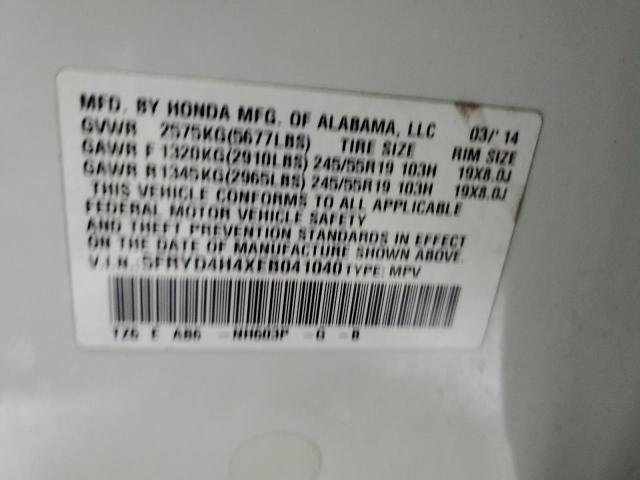 MFD. BY HONDA MFG. OF ALABAMA, LLC 03/'14
GVWR 2575KG(5677LBS) TIRE SIZE RIM SIZE
GAWR F 1320KG(2910LBS) 245/55R19 103H 19X8.0J
GAWR R 1345KG(2965LBS) 245/55R19 103H 19X8.0J
THIS VEHICLE CONFORMS TO ALL APPLICABLE
FEDERAL MOTOR VEHICLE SAFETY
AND THEFT PREVENTION STANDARDS IN EFFECT
ON THE DATE OF MANUFACTURE SHOWN ABOVE.
V.I.N.: 5FRYD4H4XEB041040 TYPE: MPV
NH603P